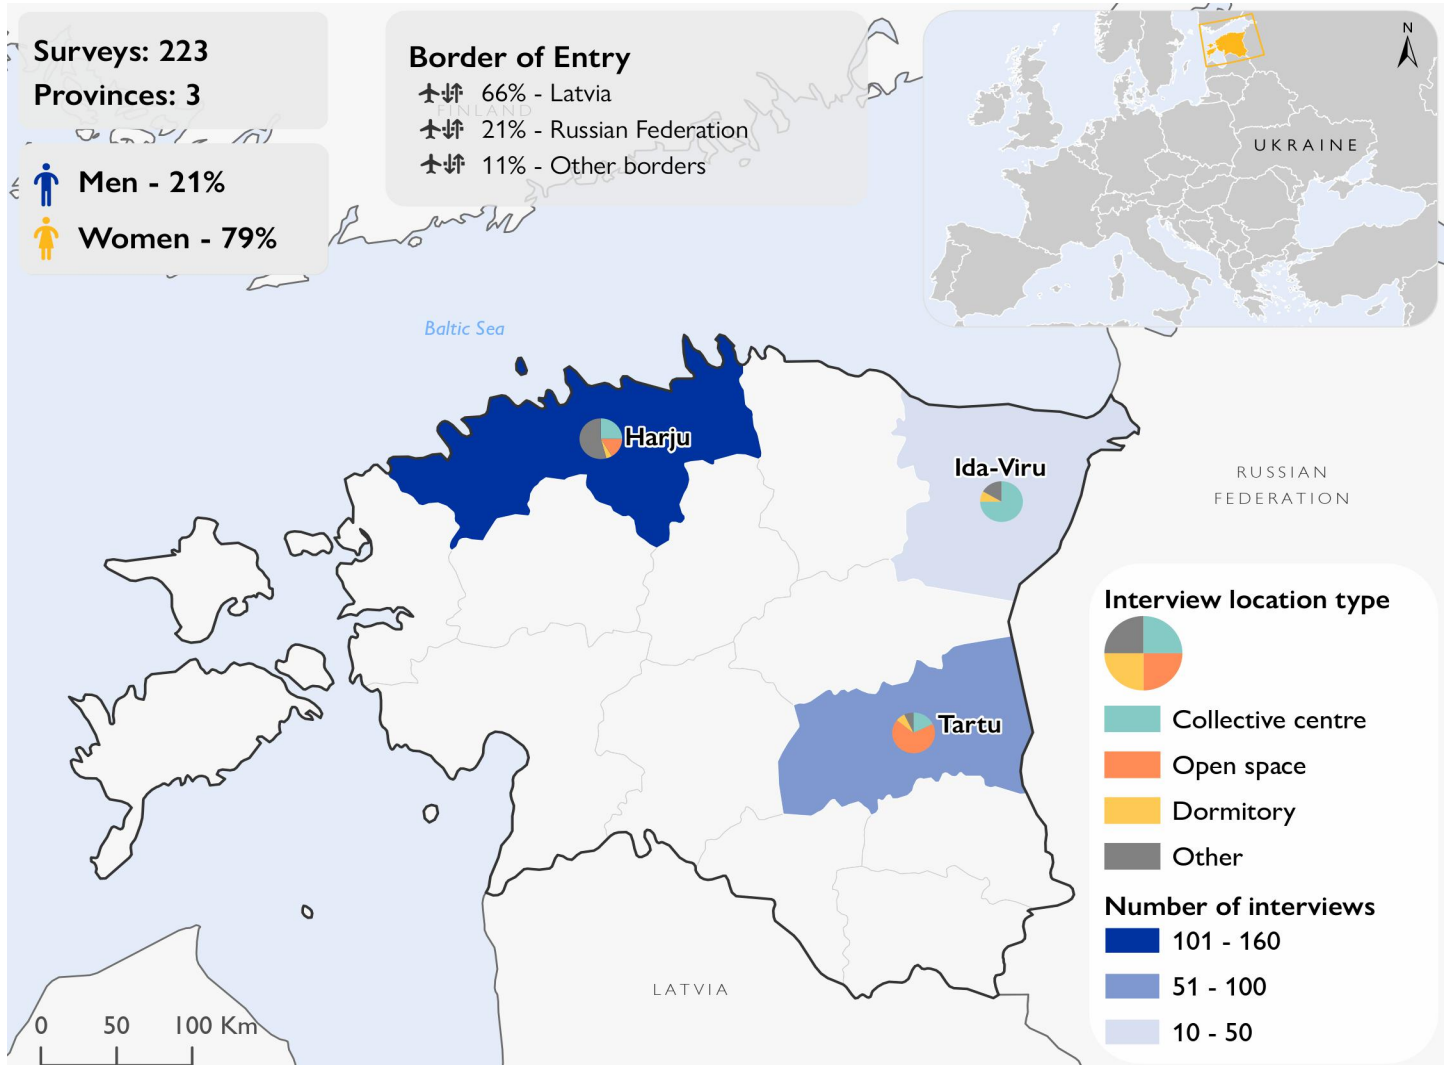 Surveys: 223
Provinces: 3
Men - 21%
Women - 79%
Border of Entry
66% - Latvia
21% - Russian Federation
11% - Other borders
FINLAND
N
UKRAINE
Baltic Sea
Harju
Ida-Viru
Tartu
RUSSIAN
FEDERATION
LATVIA
Interview location type
Collective centre
Open space
Dormitory
Other
Number of interviews
101 - 160
51 - 100
10 - 50
0 50 100 Km